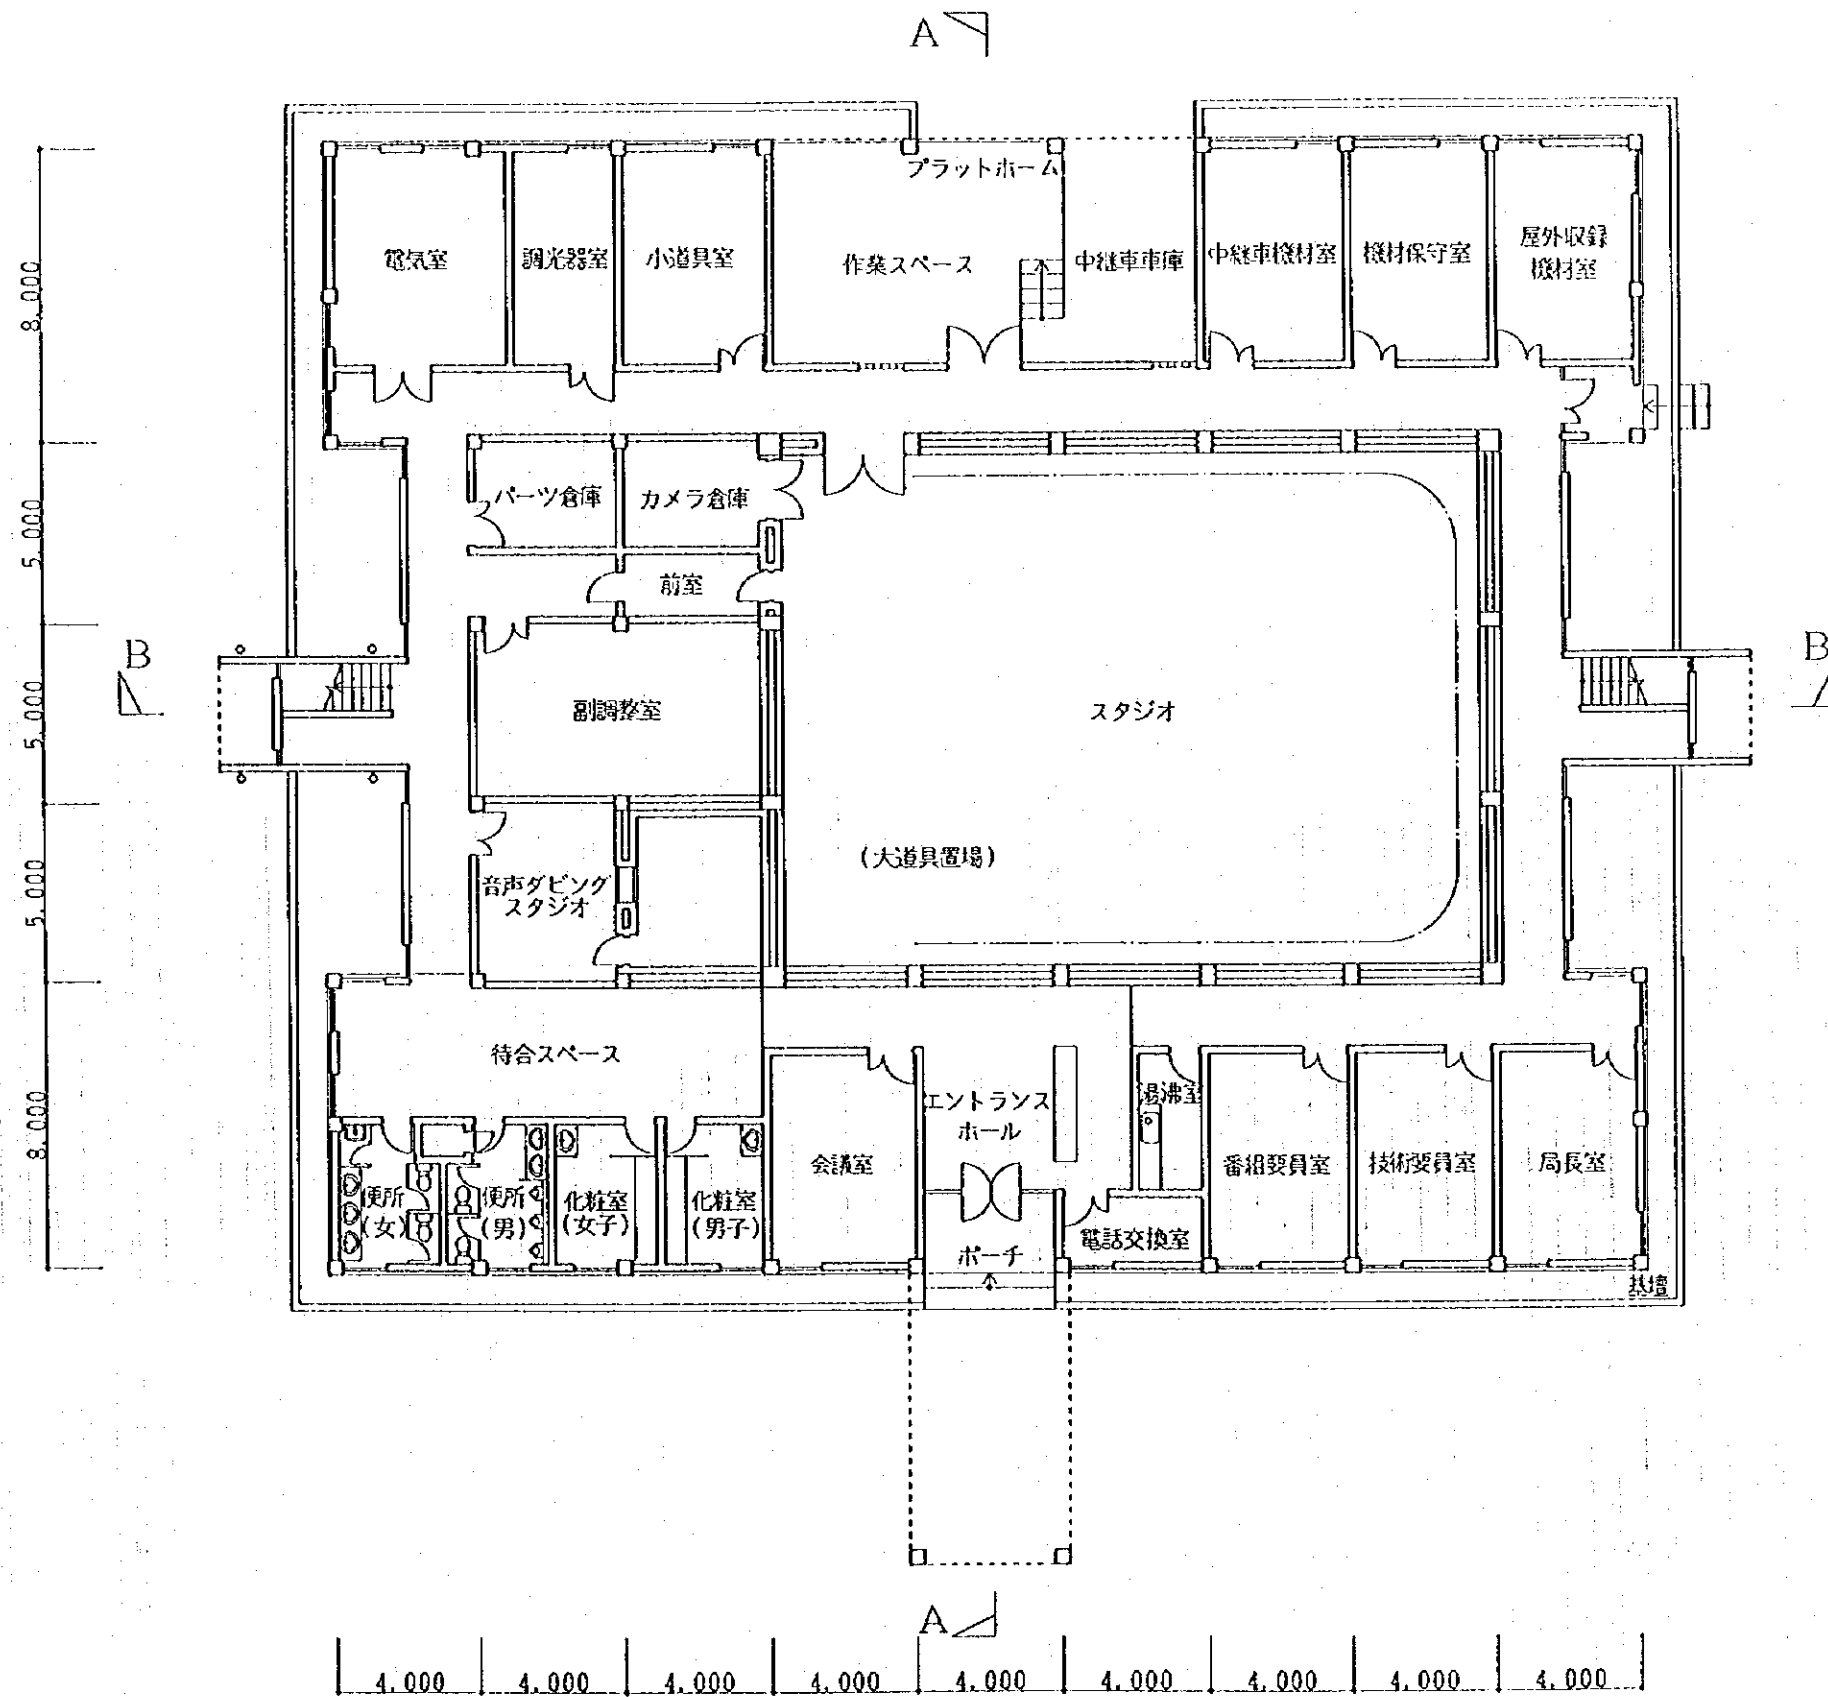 A
プラットホーム
電気室
調光器室
小道具室
作業スペース
中継車車庫
中継車機材室
機材保守室
屋外収録
機材室
8,000
パーツ倉庫
カメラ倉庫
5,000
前室
B
B
副調整室
スタジオ
5,000
(大道具置場)
音声ダビング
スタジオ
5,000
待合スペース
エントランス
ホール
湯沸室
8,000
便所
(女)
便所
(男)
化粧室
(女子)
化粧室
(男子)
会議室
番組要員室
技術要員室
局長室
電話交換室
ポーチ
基壇
A
4,000
4,000
4,000
4,000
4,000
4,000
4,000
4,000
4,000